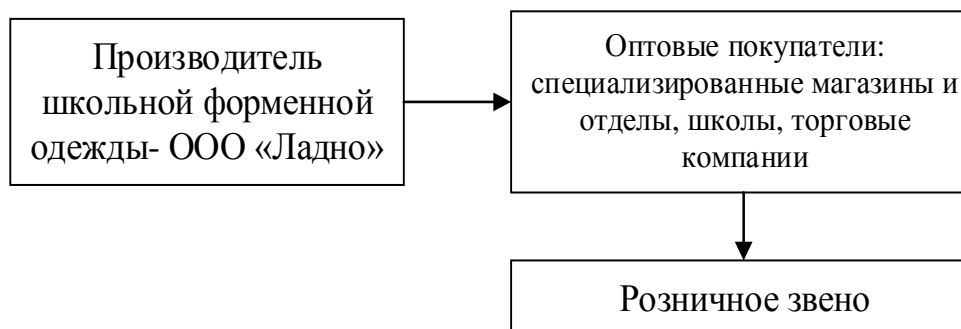 Производитель
школьной форменной
одежды- ООО «Ладно»
Оптовые покупатели:
специализированные магазины и
отделы, школы, торговые
компании
Розничное звено